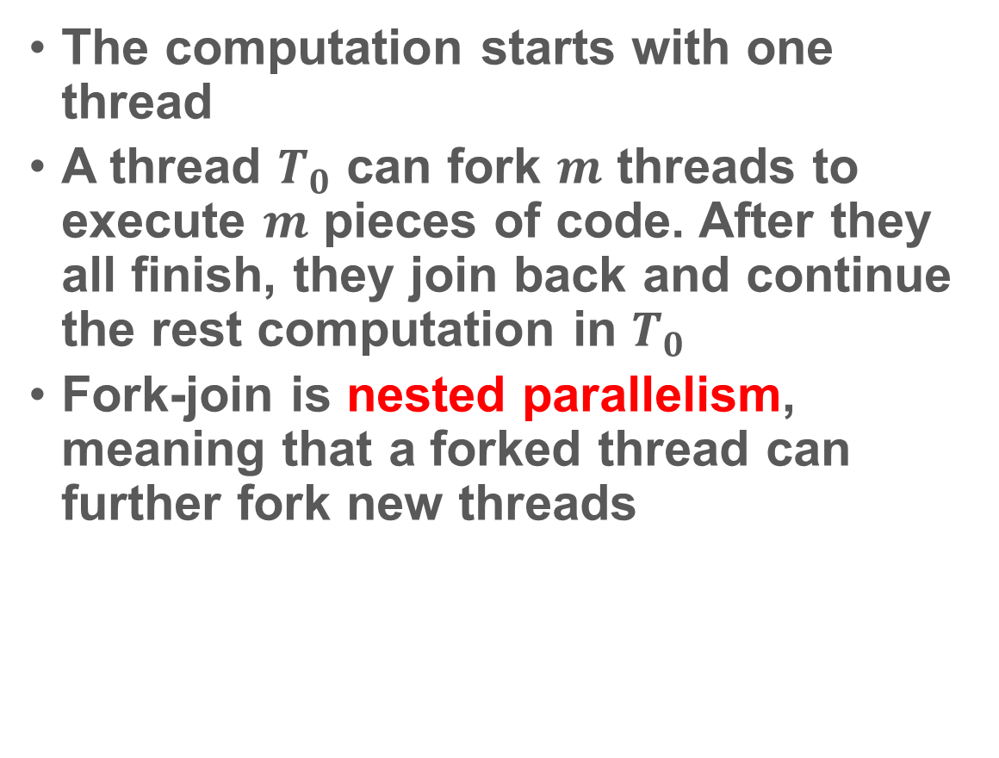 • The computation starts with one
thread
• A thread 𝑻𝟎 can fork 𝒎 threads to
execute 𝒎 pieces of code. After they
all finish, they join back and continue
the rest computation in 𝑻𝟎
• Fork-join is nested parallelism,
meaning that a forked thread can
further fork new threads